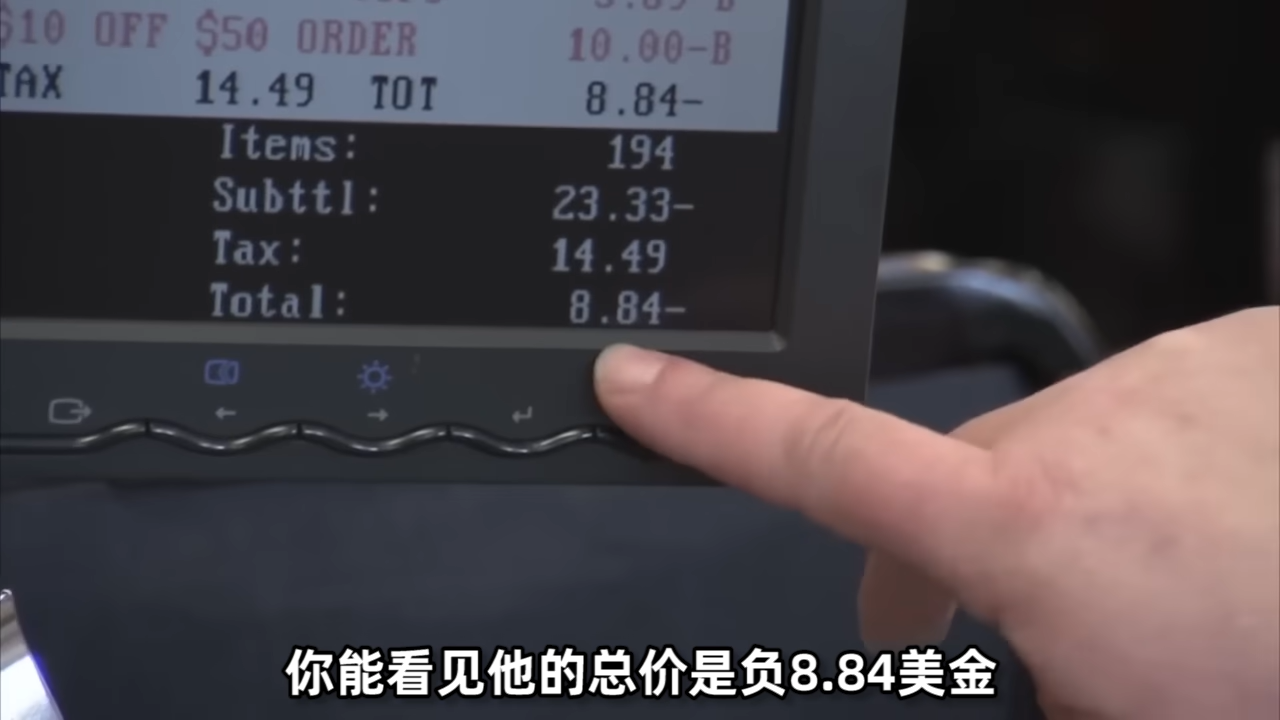 $10 OFF $50 ORDER 10.00-B
TAX 14.49 TOT 8.84-
Items: 194
Subttl: 23.33-
Tax: 14.49
Total: 8.84-
你能看见他的总价是负8.84美金